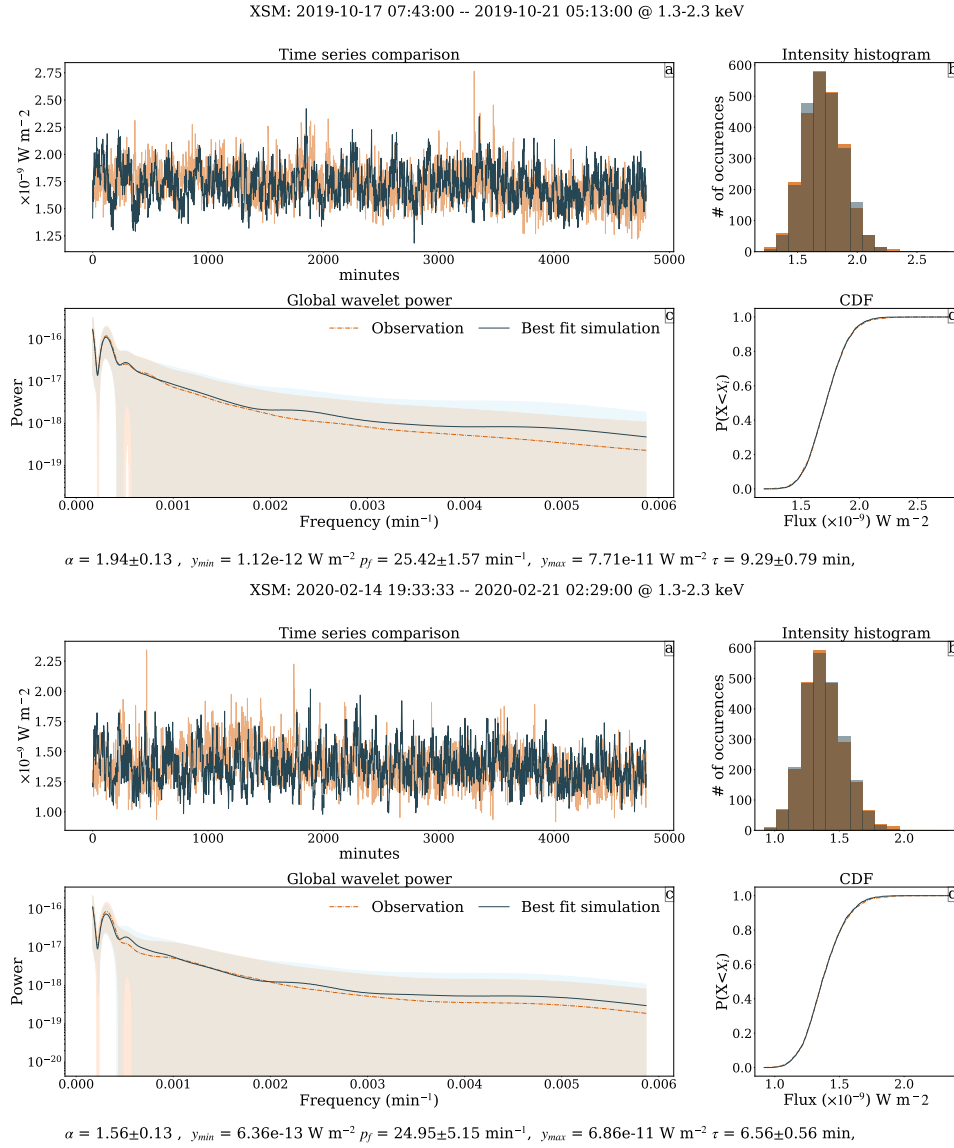 XSM: 2019-10-17 07:43:00 -- 2019-10-21 05:13:00 @ 1.3-2.3 keV
Time series comparison
a
2.75
2.50
2.25
2.00
1.75
1.50
1.25
×10⁻⁹ W m⁻2
0 1000 2000 3000 4000 5000
minutes
Intensity histogram
600
500
400
300
200
100
0
# of occurences
1.5 2.0 2.5
Global wavelet power
c
Observation Best fit simulation
10⁻¹⁶
10⁻¹⁷
10⁻¹⁸
10⁻¹⁹
Power
0.000 0.001 0.002 0.003 0.004 0.005 0.006
Frequency (min⁻¹)
CDF
1.0
0.8
0.6
0.4
0.2
0.0
P(X<Xᵢ)
1.5 2.0 2.5
Flux (×10⁻⁹) W m⁻2
α = 1.94±0.13 , y_min = 1.12e-12 W m⁻² p_f = 25.42±1.57 min⁻¹, y_max = 7.71e-11 W m⁻² τ = 9.29±0.79 min,
XSM: 2020-02-14 19:33:33 -- 2020-02-21 02:29:00 @ 1.3-2.3 keV
Time series comparison
a
2.25
2.00
1.75
1.50
1.25
1.00
×10⁻⁹ W m⁻2
0 1000 2000 3000 4000 5000
minutes
Intensity histogram
600
500
400
300
200
100
0
# of occurences
1.0 1.5 2.0
Global wavelet power
c
Observation Best fit simulation
10⁻¹⁶
10⁻¹⁷
10⁻¹⁸
10⁻¹⁹
10⁻²⁰
Power
0.000 0.001 0.002 0.003 0.004 0.005 0.006
Frequency (min⁻¹)
CDF
1.0
0.8
0.6
0.4
0.2
0.0
P(X<Xᵢ)
1.0 1.5 2.0
Flux (×10⁻⁹) W m⁻2
α = 1.56±0.13 , y_min = 6.36e-13 W m⁻² p_f = 24.95±5.15 min⁻¹, y_max = 6.86e-11 W m⁻² τ = 6.56±0.56 min,